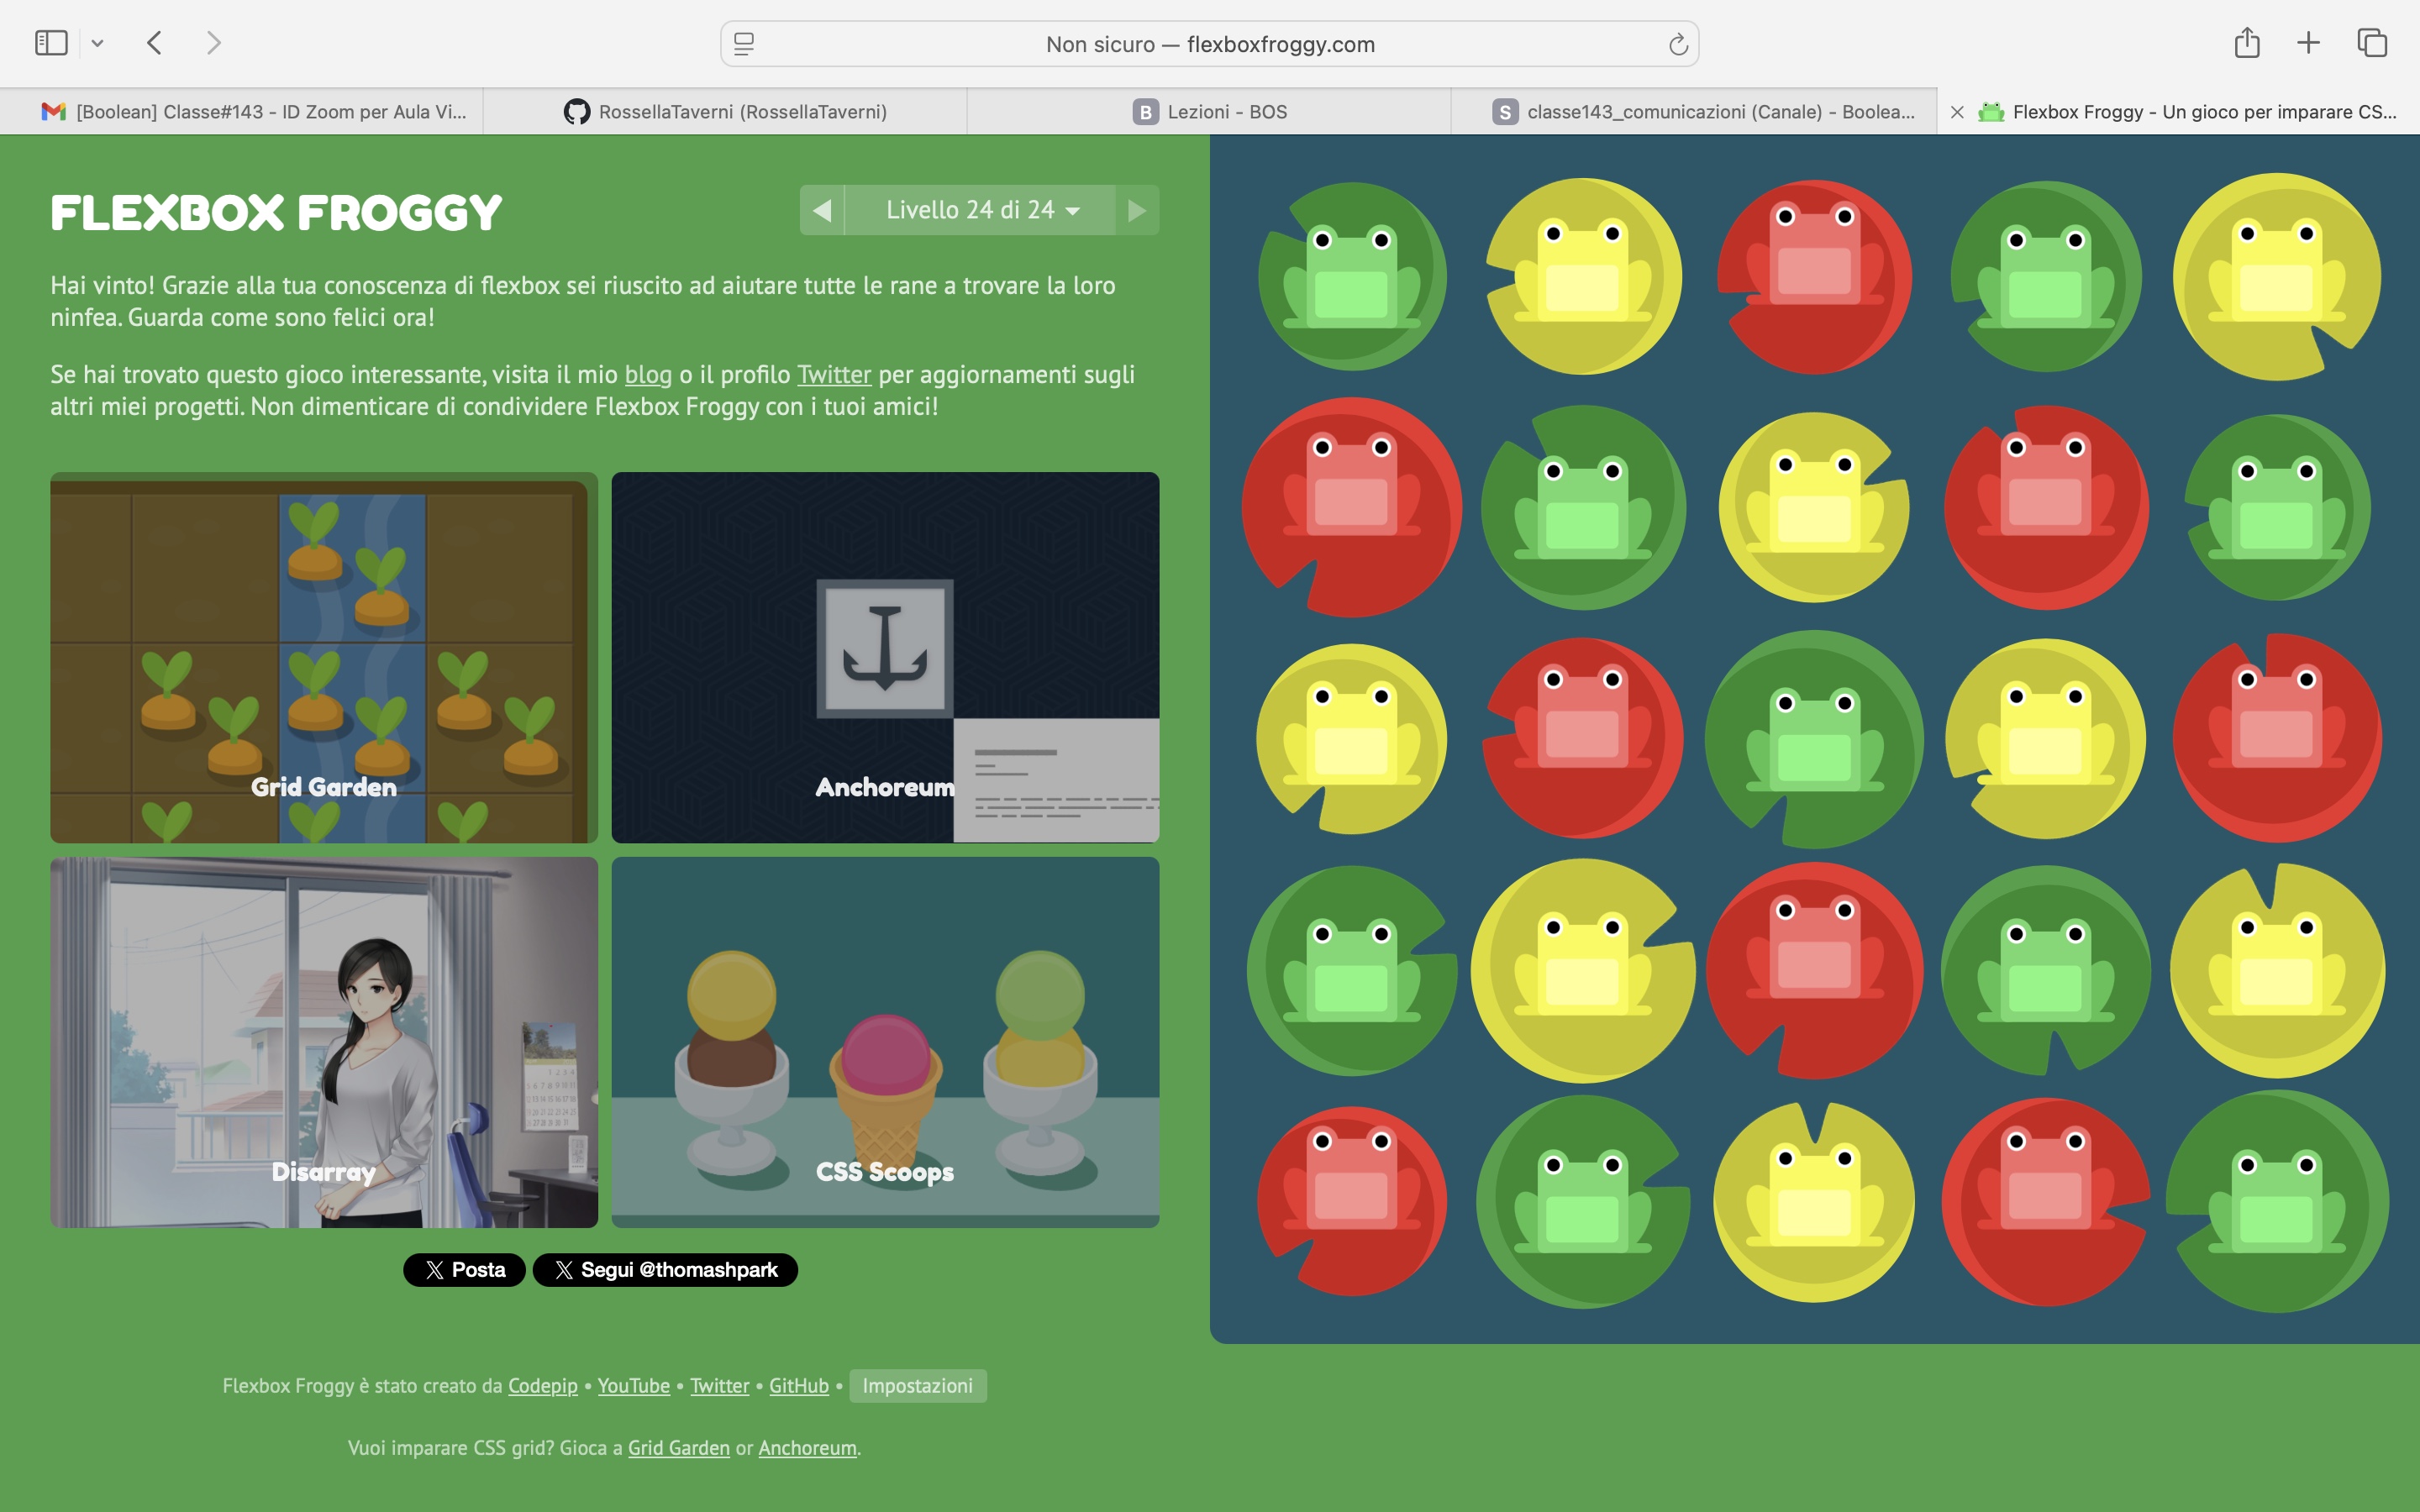 Non sicuro — flexboxfroggy.com
[Boolean] Classe#143 - ID Zoom per Aula Vi...
RossellaTaverni (RossellaTaverni)
B Lezioni - BOS
S classe143_comunicazioni (Canale) - Boolea...
Flexbox Froggy - Un gioco per imparare CS...
FLEXBOX FROGGY
Livello 24 di 24
Hai vinto! Grazie alla tua conoscenza di flexbox sei riuscito ad aiutare tutte le rane a trovare la loro
ninfea. Guarda come sono felici ora!
Se hai trovato questo gioco interessante, visita il mio blog o il profilo Twitter per aggiornamenti sugli
altri miei progetti. Non dimenticare di condividere Flexbox Froggy con i tuoi amici!
Grid Garden
Anchoreum
Disarray
CSS Scoops
X Posta
X Segui @thomashpark
Flexbox Froggy è stato creato da Codepip • YouTube • Twitter • GitHub • Impostazioni
Vuoi imparare CSS grid? Gioca a Grid Garden or Anchoreum.